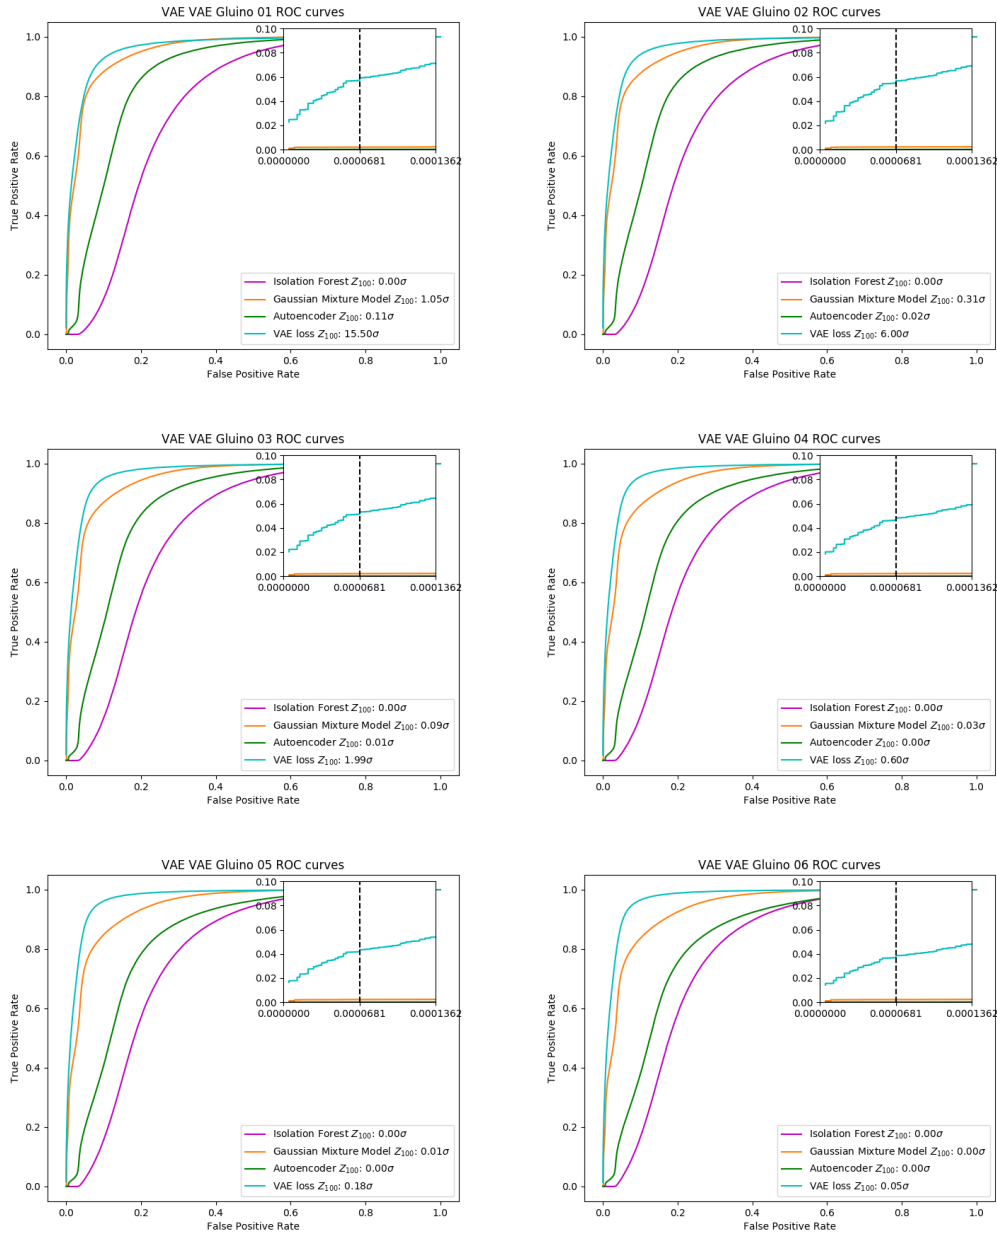 VAE VAE Gluino 01 ROC curves
1.0
0.8
0.6
0.4
0.2
0.0
True Positive Rate
0.10
0.08
0.06
0.04
0.02
0.00
0.0000000 0.0000681 0.0001362
Isolation Forest Z100: 0.00σ
Gaussian Mixture Model Z100: 1.05σ
Autoencoder Z100: 0.11σ
VAE loss Z100: 15.50σ
0.0 0.2 0.4 0.6 0.8 1.0
False Positive Rate
VAE VAE Gluino 02 ROC curves
1.0
0.8
0.6
0.4
0.2
0.0
True Positive Rate
0.10
0.08
0.06
0.04
0.02
0.00
0.0000000 0.0000681 0.0001362
Isolation Forest Z100: 0.00σ
Gaussian Mixture Model Z100: 0.31σ
Autoencoder Z100: 0.02σ
VAE loss Z100: 6.00σ
0.0 0.2 0.4 0.6 0.8 1.0
False Positive Rate
VAE VAE Gluino 03 ROC curves
1.0
0.8
0.6
0.4
0.2
0.0
True Positive Rate
0.10
0.08
0.06
0.04
0.02
0.00
0.0000000 0.0000681 0.0001362
Isolation Forest Z100: 0.00σ
Gaussian Mixture Model Z100: 0.09σ
Autoencoder Z100: 0.01σ
VAE loss Z100: 1.99σ
0.0 0.2 0.4 0.6 0.8 1.0
False Positive Rate
VAE VAE Gluino 04 ROC curves
1.0
0.8
0.6
0.4
0.2
0.0
True Positive Rate
0.10
0.08
0.06
0.04
0.02
0.00
0.0000000 0.0000681 0.0001362
Isolation Forest Z100: 0.00σ
Gaussian Mixture Model Z100: 0.03σ
Autoencoder Z100: 0.00σ
VAE loss Z100: 0.60σ
0.0 0.2 0.4 0.6 0.8 1.0
False Positive Rate
VAE VAE Gluino 05 ROC curves
1.0
0.8
0.6
0.4
0.2
0.0
True Positive Rate
0.10
0.08
0.06
0.04
0.02
0.00
0.0000000 0.0000681 0.0001362
Isolation Forest Z100: 0.00σ
Gaussian Mixture Model Z100: 0.01σ
Autoencoder Z100: 0.00σ
VAE loss Z100: 0.18σ
0.0 0.2 0.4 0.6 0.8 1.0
False Positive Rate
VAE VAE Gluino 06 ROC curves
1.0
0.8
0.6
0.4
0.2
0.0
True Positive Rate
0.10
0.08
0.06
0.04
0.02
0.00
0.0000000 0.0000681 0.0001362
Isolation Forest Z100: 0.00σ
Gaussian Mixture Model Z100: 0.00σ
Autoencoder Z100: 0.00σ
VAE loss Z100: 0.05σ
0.0 0.2 0.4 0.6 0.8 1.0
False Positive Rate